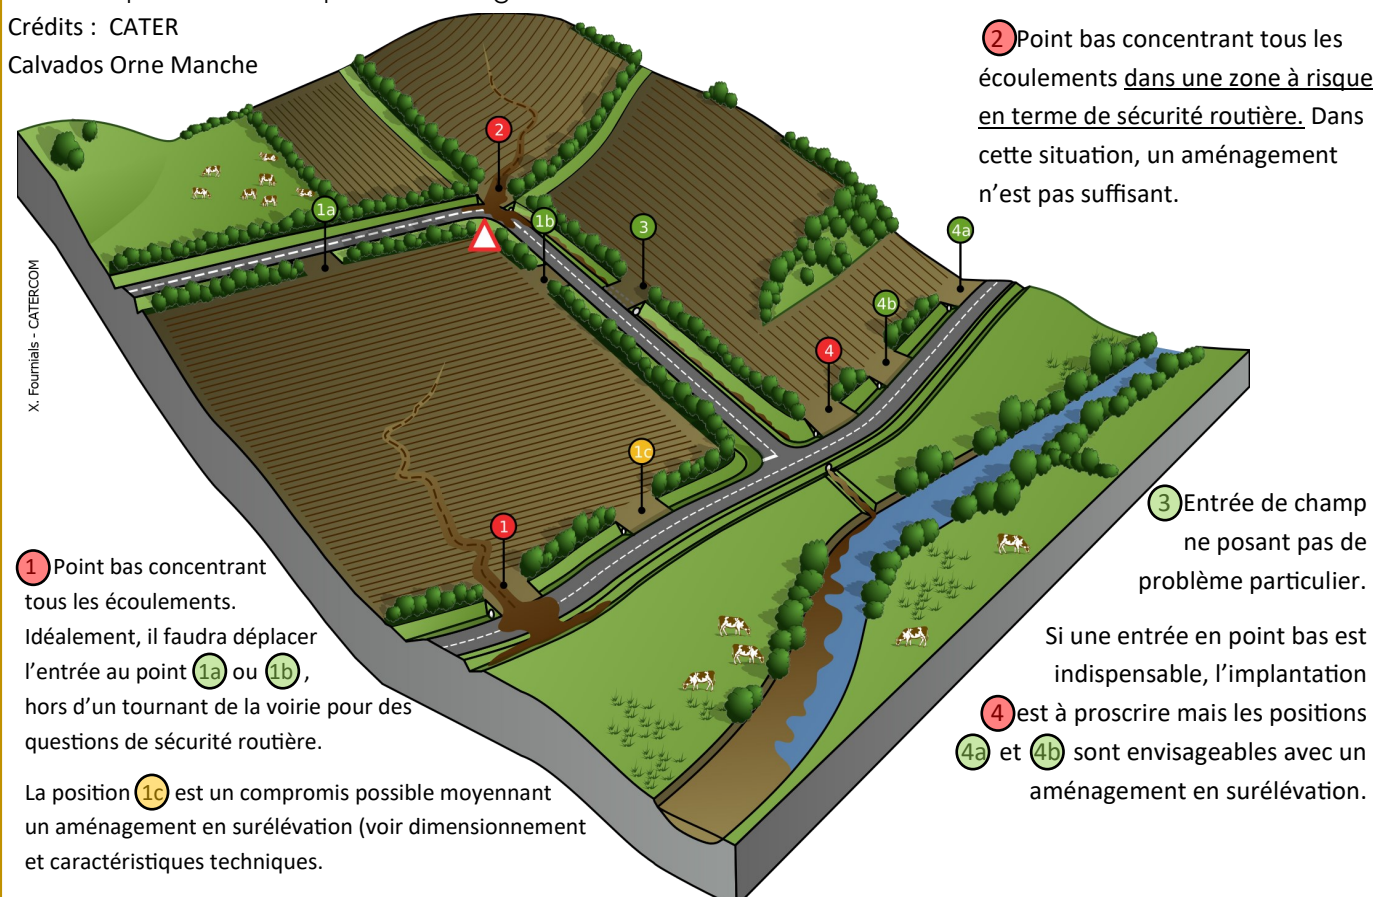 Crédits : CATER
Calvados Orne Manche
2 Point bas concentrant tous les
écoulements dans une zone à risque
en terme de sécurité routière. Dans
cette situation, un aménagement
n'est pas suffisant.
2
1a
1b
3
4a
4b
4
1c
1
X. Fournials - CATERCOM
1 Point bas concentrant
tous les écoulements.
Idéalement, il faudra déplacer
l'entrée au point 1a ou 1b ,
hors d'un tournant de la voirie pour des
questions de sécurité routière.
La position 1c est un compromis possible moyennant
un aménagement en surélévation (voir dimensionnement
et caractéristiques techniques.
3 Entrée de champ
ne posant pas de
problème particulier.
Si une entrée en point bas est
indispensable, l'implantation
4 est à proscrire mais les positions
4a et 4b sont envisageables avec un
aménagement en surélévation.